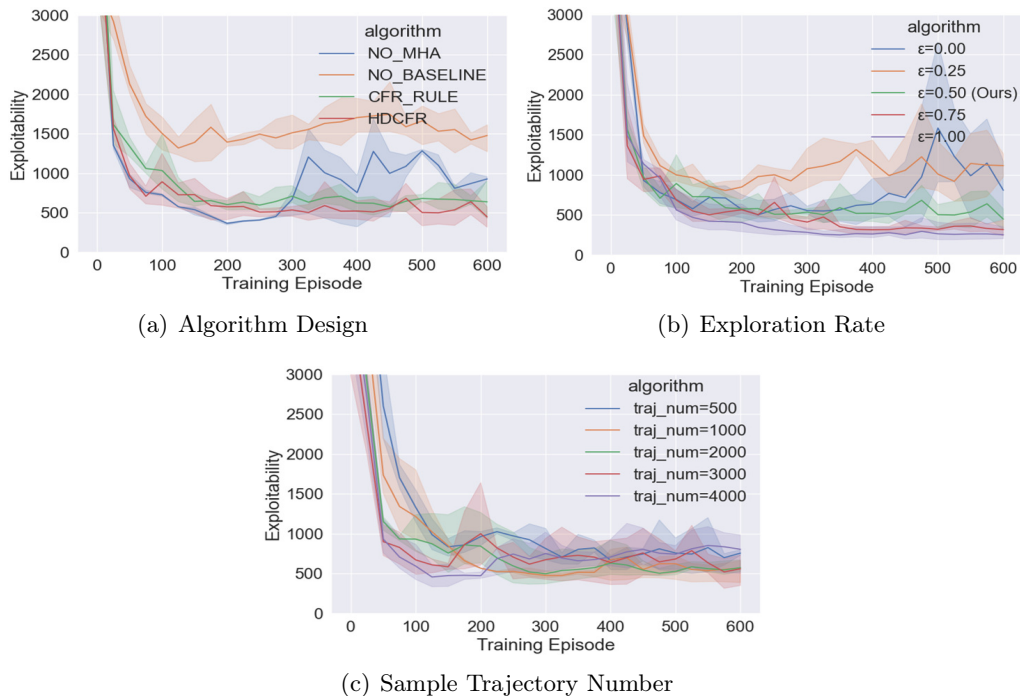 3000
2500
2000
1500
1000
500
0
Exploitability
algorithm
NO_MHA
NO_BASELINE
CFR_RULE
HDCFR
0 100 200 300 400 500 600
Training Episode
(a) Algorithm Design
3000
2500
2000
1500
1000
500
0
Exploitability
algorithm
ε=0.00
ε=0.25
ε=0.50 (Ours)
ε=0.75
ε=1.00
0 100 200 300 400 500 600
Training Episode
(b) Exploration Rate
3000
2500
2000
1500
1000
500
0
Exploitability
algorithm
traj_num=500
traj_num=1000
traj_num=2000
traj_num=3000
traj_num=4000
0 100 200 300 400 500 600
Training Episode
(c) Sample Trajectory Number